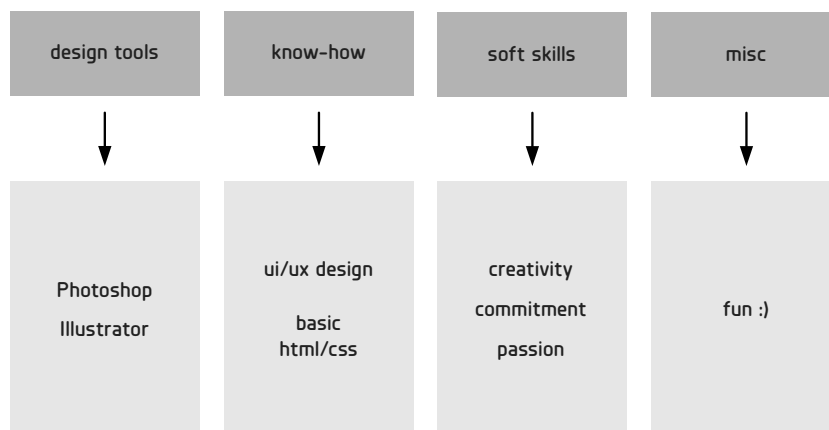 design tools
know-how
soft skills
misc
Photoshop
Illustrator
ui/ux design
basic
html/css
creativity
commitment
passion
fun :)